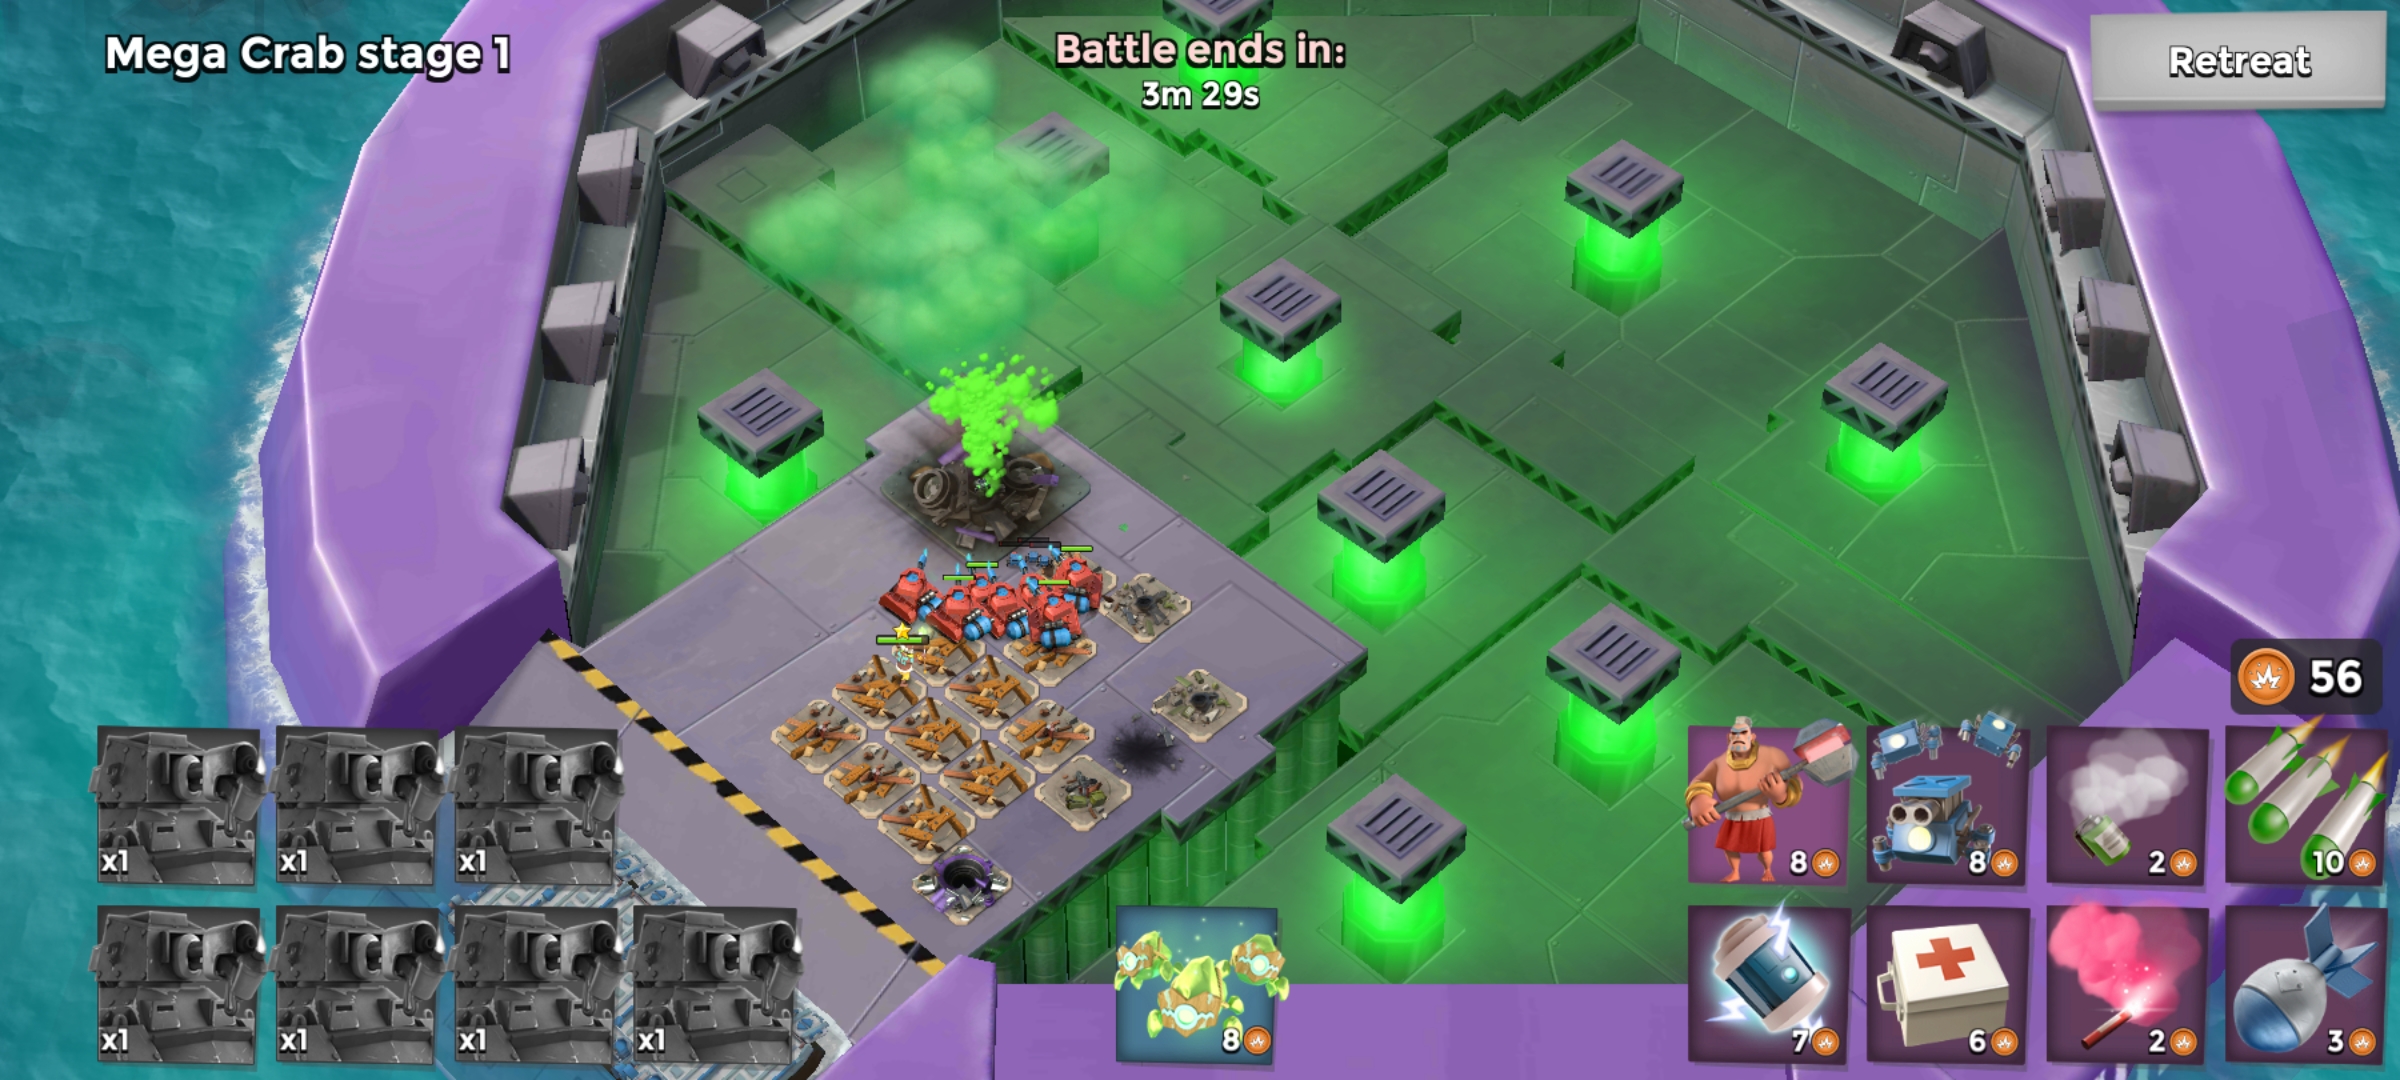 Mega Crab stage 1
Battle ends in:
3m 29s
Retreat
56
x1
x1
x1
8
8
2
10
x1
x1
x1
x1
8
7
6
2
3